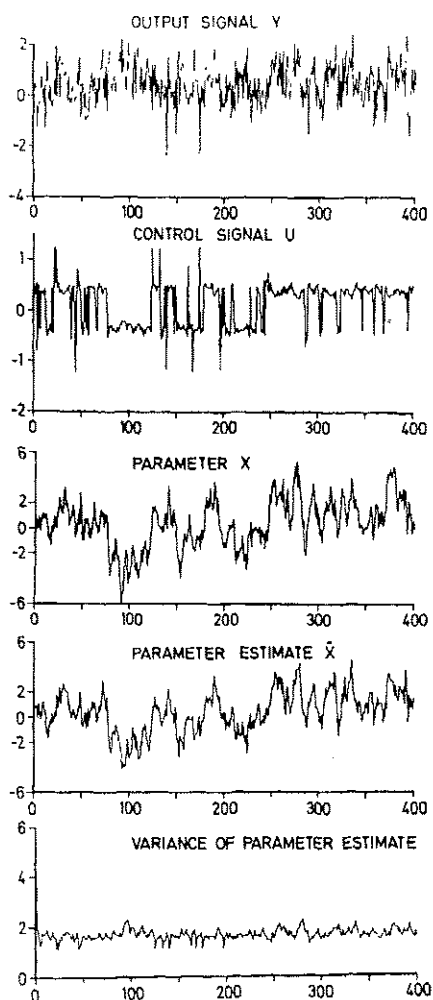 OUTPUT SIGNAL Y
2
0
-2
-4
0 100 200 300 400
CONTROL SIGNAL U
1
0
-1
-2
0 100 200 300 400
PARAMETER X
6
2
0
-2
-6
0 100 200 300 400
PARAMETER ESTIMATE X̂
6
2
0
-2
-6
0 100 200 300 400
VARIANCE OF PARAMETER ESTIMATE
6
4
2
0
0 100 200 300 400